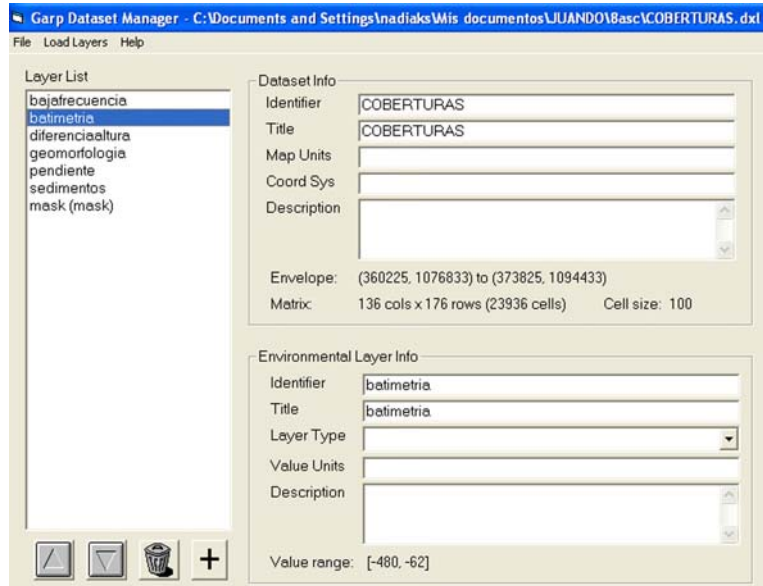 Garp Dataset Manager - C:\Documents and Settings\nadiaks\Mis documentos\JUANDO\8asc\COBERTURAS.dxl
File Load Layers Help
Layer List
bajafrecuencia
batimetria
diferenciaaltura
geomorfologia
pendiente
sedimentos
mask (mask)
Dataset Info
Identifier COBERTURAS
Title COBERTURAS
Map Units
Coord Sys
Description
Envelope: (360225, 1076833) to (373825, 1094433)
Matrix: 136 cols x 176 rows (23936 cells) Cell size: 100
Environmental Layer Info
Identifier batimetria
Title batimetria
Layer Type
Value Units
Description
Value range: [-480, -62]